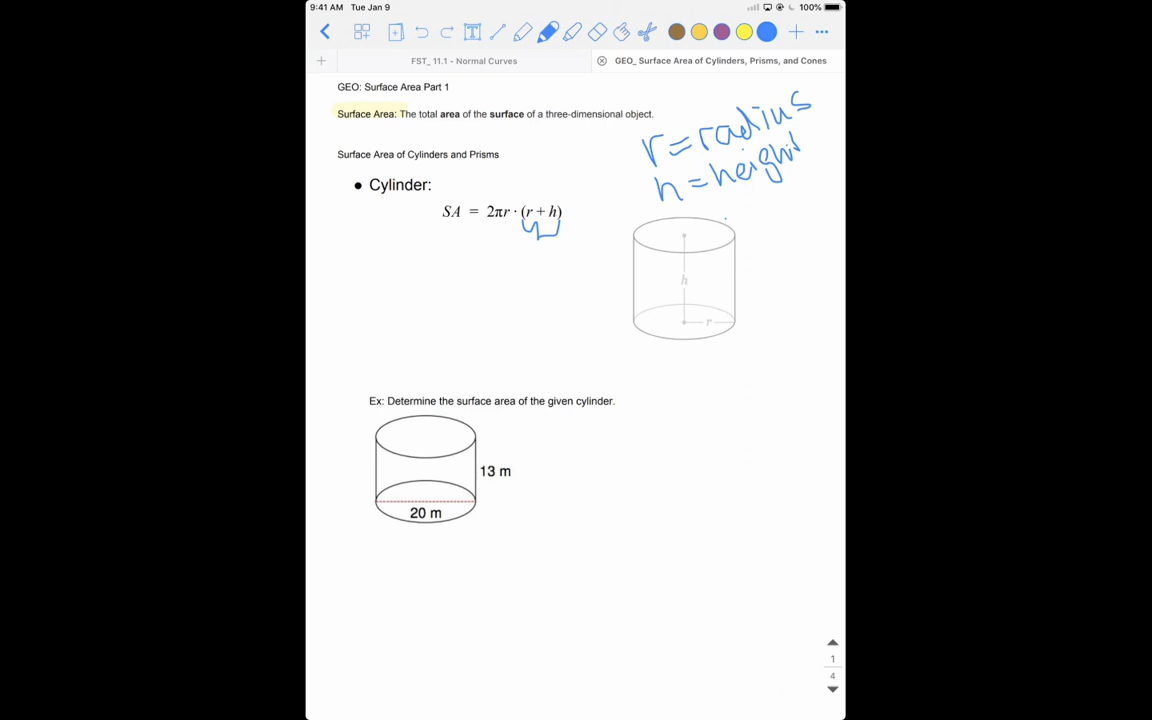 9:41 AM Tue Jan 9
100%
FST_ 11.1 - Normal Curves
GEO_ Surface Area of Cylinders, Prisms, and Cones
GEO: Surface Area Part 1
Surface Area: The total area of the surface of a three-dimensional object.
r = radius
h = height
Surface Area of Cylinders and Prisms
● Cylinder:
SA = 2πr · (r + h)
h
r
Ex: Determine the surface area of the given cylinder.
13 m
20 m
1
4